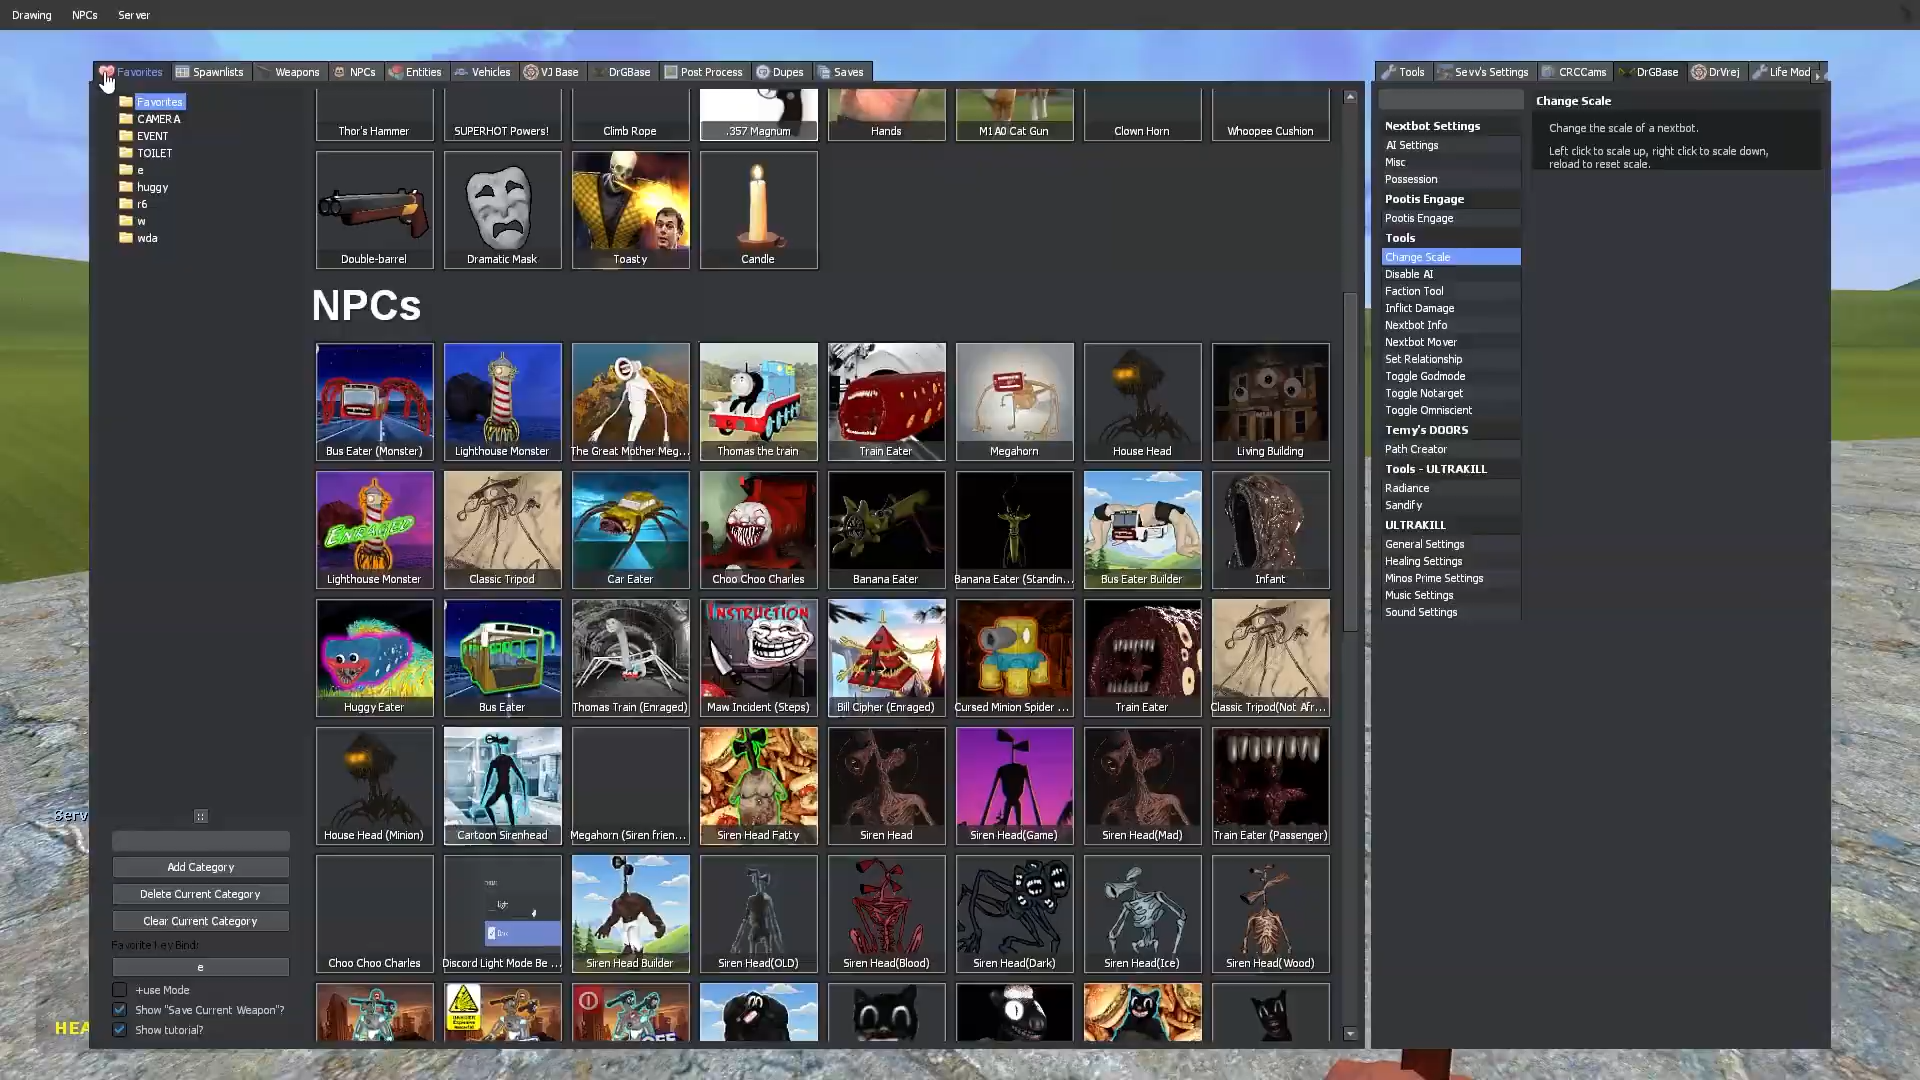 Drawing NPCs Server
Favorites Spawnlists Weapons NPCs Entities Vehicles VJ Base DrGBase Post Process Dupes Saves
Favorites
CAMERA
EVENT
TOILET
e
huggy
r6
w
wda
Thor's Hammer SUPERHOT Powers! Climb Rope .357 Magnum Hands M1A0 Cat Gun Clown Horn Whoopee Cushion
Double-barrel Dramatic Mask Toasty Candle
NPCs
Bus Eater (Monster) Lighthouse Monster The Great Mother Meg... Thomas the train Train Eater Megahorn House Head Living Building
ENRAGED
Lighthouse Monster Classic Tripod Car Eater Choo Choo Charles Banana Eater Banana Eater (Standin... Bus Eater Builder Infant
INSTRUCTION
Huggy Eater Bus Eater Thomas Train (Enraged) Maw Incident (Steps) Bill Cipher (Enraged) Cursed Minion Spider ... Train Eater Classic Tripod(Not Afr...
House Head (Minion) Cartoon Sirenhead Megahorn (Siren frien... Siren Head Fatty Siren Head Siren Head(Game) Siren Head(Mad) Train Eater (Passenger)
Light
Choo Choo Charles Discord Light Mode Be ... Siren Head Builder Siren Head(OLD) Siren Head(Blood) Siren Head(Dark) Siren Head(Ice) Siren Head(Wood)
OFF
Serv
Add Category
Delete Current Category
Clear Current Category
Favorite Key Bind:
e
+use Mode
Show "Save Current Weapon"?
Show tutorial?
HEA
Tools Sevv's Settings CRCCams DrGBase DrVrej Life Mod
Nextbot Settings
AI Settings
Misc
Possession
Pootis Engage
Pootis Engage
Tools
Change Scale
Disable AI
Faction Tool
Inflict Damage
Nextbot Info
Nextbot Mover
Set Relationship
Toggle Godmode
Toggle Notarget
Toggle Omniscient
Temy's DOORS
Path Creator
Tools - ULTRAKILL
Radiance
Sandify
ULTRAKILL
General Settings
Healing Settings
Minos Prime Settings
Music Settings
Sound Settings
Change Scale
Change the scale of a nextbot.
Left click to scale up, right click to scale down,
reload to reset scale.